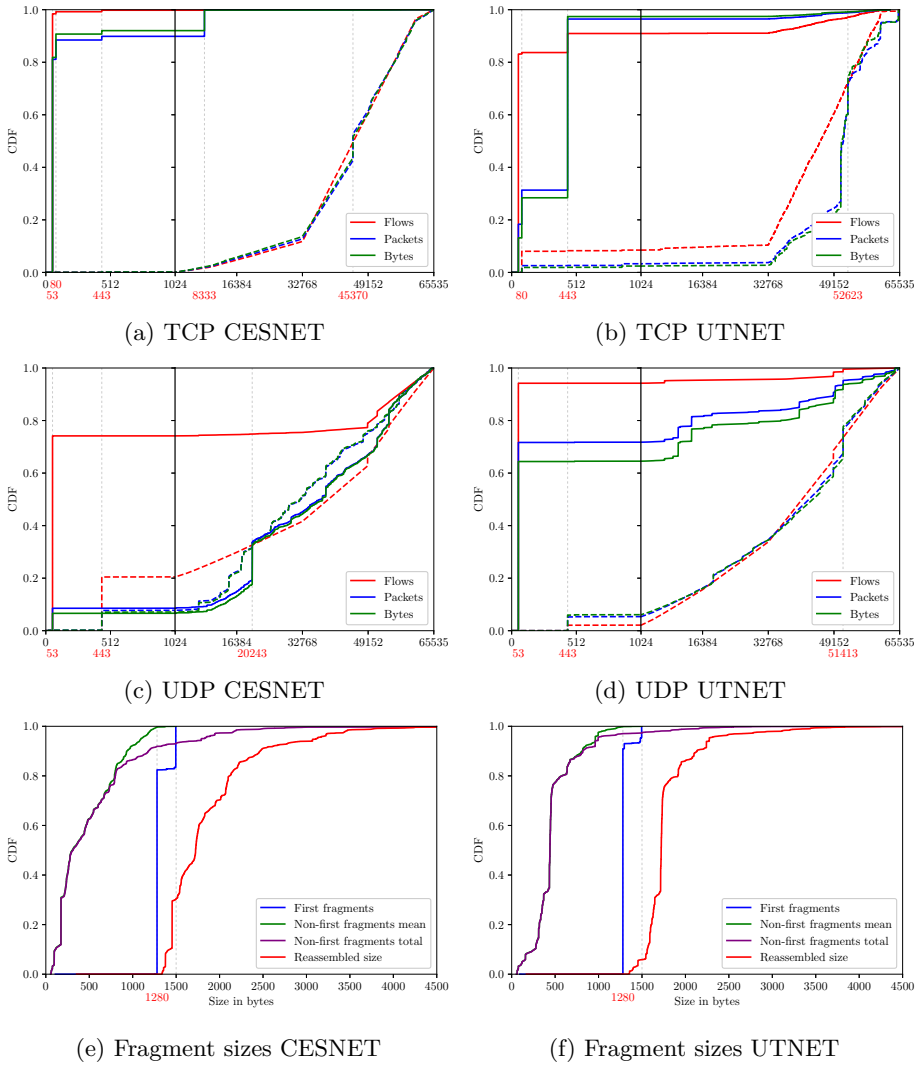 1.0
0.8
0.6
0.4
0.2
0.0
CDF
Flows
Packets
Bytes
0 80 512 1024 16384 32768 49152 65535
53 443 8333 45370
(a) TCP CESNET
1.0
0.8
0.6
0.4
0.2
0.0
CDF
Flows
Packets
Bytes
0 512 1024 16384 32768 49152 65535
80 443 52623
(b) TCP UTNET
1.0
0.8
0.6
0.4
0.2
0.0
CDF
Flows
Packets
Bytes
0 512 1024 16384 32768 49152 65535
53 443 20243
(c) UDP CESNET
1.0
0.8
0.6
0.4
0.2
0.0
CDF
Flows
Packets
Bytes
0 512 1024 16384 32768 49152 65535
53 443 51413
(d) UDP UTNET
1.0
0.8
0.6
0.4
0.2
0.0
CDF
First fragments
Non-first fragments mean
Non-first fragments total
Reassembled size
0 500 1000 1500 2000 2500 3000 3500 4000 4500
1280 Size in bytes
(e) Fragment sizes CESNET
1.0
0.8
0.6
0.4
0.2
0.0
CDF
First fragments
Non-first fragments mean
Non-first fragments total
Reassembled size
0 500 1000 1500 2000 2500 3000 3500 4000 4500
1280 Size in bytes
(f) Fragment sizes UTNET